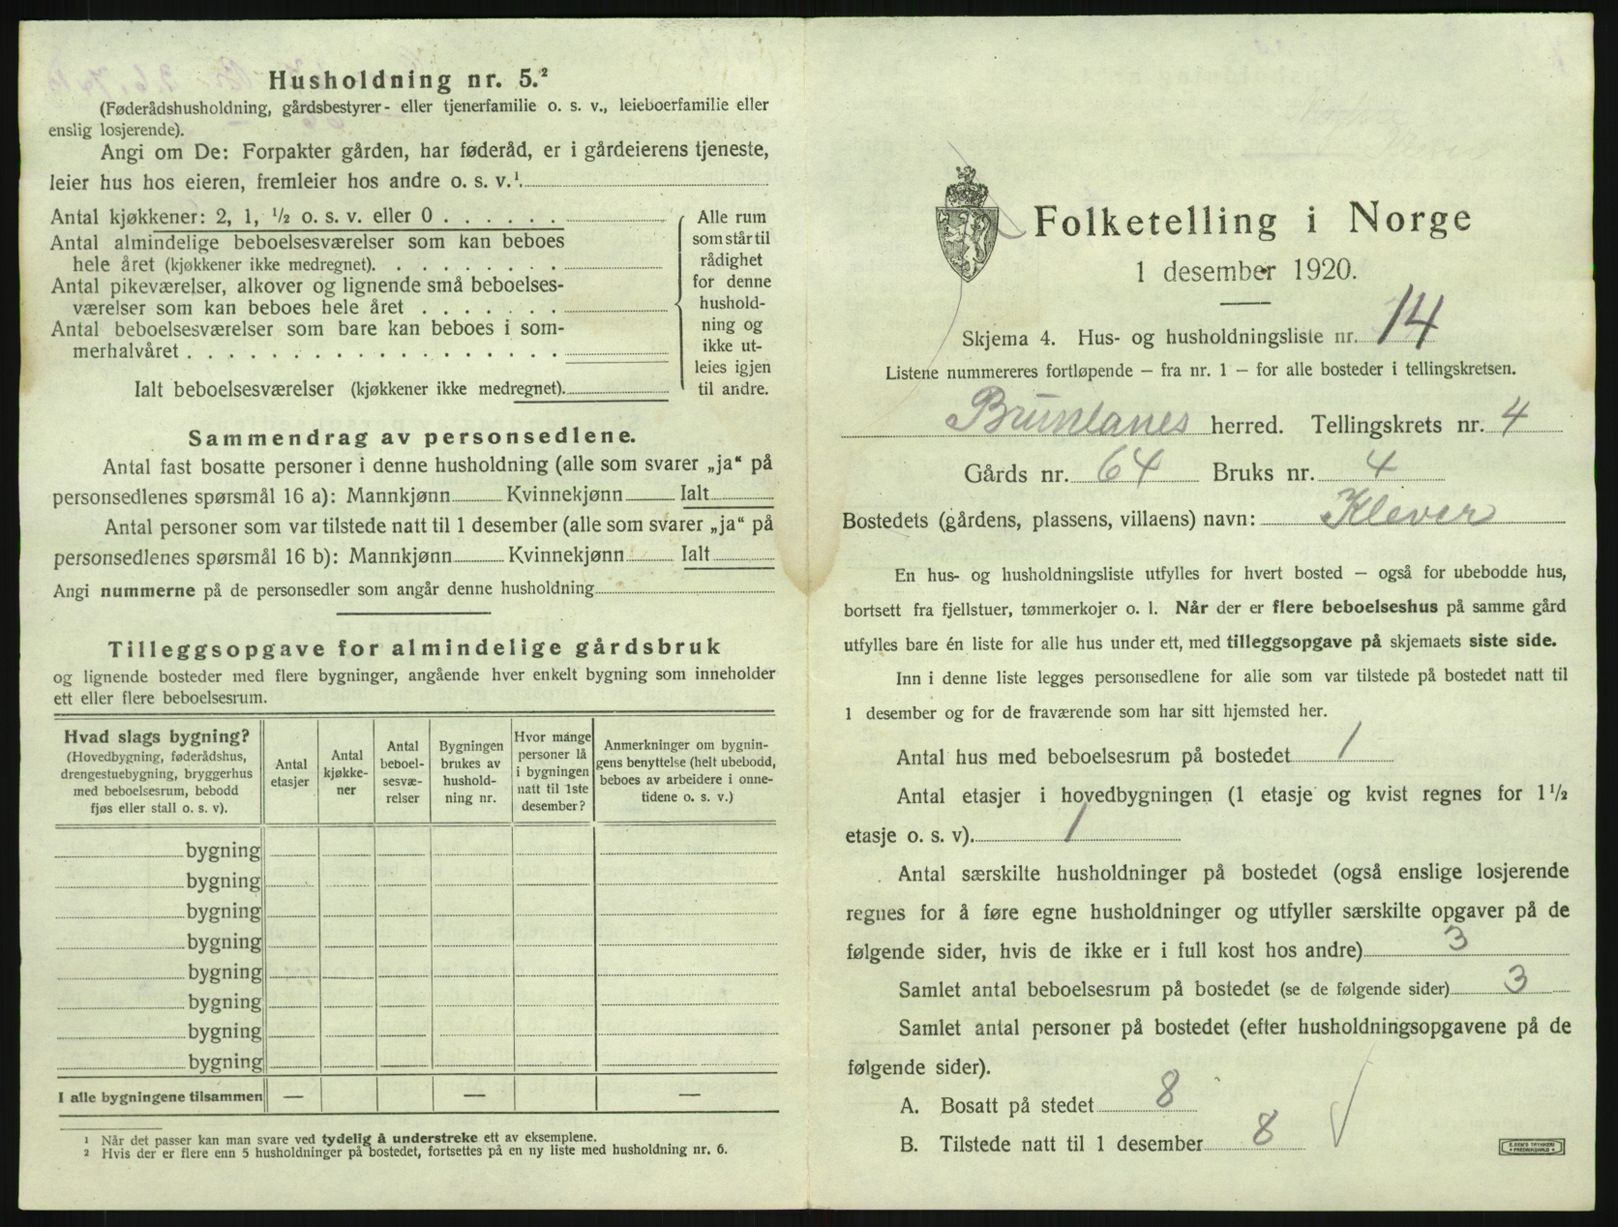 Husholdning nr. 5.²
(Føderådshusholdning, gårdsbestyrer- eller tjenerfamilie o. s. v., leieboerfamilie eller
enslig losjerende).
Angi om De: Forpakter gården, har føderåd, er i gårdeierens tjeneste,
leier hus hos eieren, fremleier hos andre o. s. v.¹.
Antal kjøkkener: 2, 1, ½ o. s. v. eller 0 . . . . . .
Antal almindelige beboelsesværelser som kan beboes
hele året (kjøkkener ikke medregnet). . . . . . . . .
Antal pikeværelser, alkover og lignende små beboelses-
værelser som kan beboes hele året . . . . . . .
Antal beboelsesværelser som bare kan beboes i som-
merhalvåret . . . . . . . . . . . . . . . . .
Ialt beboelsesværelser (kjøkkener ikke medregnet).
Alle rum
som står til
rådighet
for denne
hushold-
ning og
ikke ut-
leies igjen
til andre.
Sammendrag av personsedlene.
Antal fast bosatte personer i denne husholdning (alle som svarer „ja“ på
personsedlenes spørsmål 16 a): Mannkjønn Kvinnekjønn Ialt
Antal personer som var tilstede natt til 1 desember (alle som svarer „ja“ på
personsedlenes spørsmål 16 b): Mannkjønn Kvinnekjønn Ialt
Angi nummerne på de personsedler som angår denne husholdning
Tilleggsopgave for almindelige gårdsbruk
og lignende bosteder med flere bygninger, angående hver enkelt bygning som inneholder
ett eller flere beboelsesrum.
Hvad slags bygning?
(Hovedbygning, føderådshus,
drengestuebygning, bryggerhus
med beboelsesrum, bebodd
fjøs eller stall o. s. v).
Antal
etasjer
Antal
kjøkke-
ner
Antal
beboel-
sesvæ-
relser
Bygningen
brukes av
hushold-
ning nr.
Hvor mange
personer lå
i bygningen
natt til 1ste
desember?
Anmerkninger om bygnin-
gens benyttelse (helt ubebodd,
beboes av arbeidere i onne-
tidene o. s. v.)
bygning
bygning
bygning
bygning
bygning
bygning
bygning
bygning
I alle bygningene tilsammen — — —
¹ Når det passer kan man svare ved tydelig å understreke ett av eksemplene.
² Hvis der er flere enn 5 husholdninger på bostedet, fortsettes på en ny liste med husholdning nr. 6.
Folketelling i Norge
1 desember 1920.
Skjema 4. Hus- og husholdningsliste nr. 14
Listene nummereres fortløpende — fra nr. 1 — for alle bosteder i tellingskretsen.
Brunlanes herred. Tellingskrets nr. 4
Gårds nr. 64 Bruks nr. 4
Bostedets (gårdens, plassens, villaens) navn: Klever
En hus- og husholdningsliste utfylles for hvert bosted — også for ubebodde hus,
bortsett fra fjellstuer, tømmerkojer o. l. Når der er flere beboelseshus på samme gård
utfylles bare én liste for alle hus under ett, med tilleggsopgave på skjemaets siste side.
Inn i denne liste legges personsedlene for alle som var tilstede på bostedet natt til
1 desember og for de fraværende som har sitt hjemsted her.
Antal hus med beboelsesrum på bostedet 1
Antal etasjer i hovedbygningen (1 etasje og kvist regnes for 1½
etasje o. s. v). 1
Antal særskilte husholdninger på bostedet (også enslige losjerende
regnes for å føre egne husholdninger og utfyller særskilte opgaver på de
følgende sider, hvis de ikke er i full kost hos andre) 3
Samlet antal beboelsesrum på bostedet (se de følgende sider) 3
Samlet antal personer på bostedet (efter husholdningsopgavene på de
følgende sider).
A. Bosatt på stedet 8
B. Tilstede natt til 1 desember 8